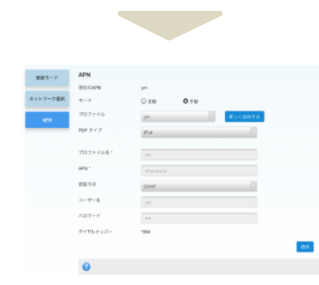 接続モード
APN
現在のAPN
ネットワーク選択
モード
自動
手動
APN
プロファイル
新しく追加する
PDP タイプ
IPv4
プロファイル名 *
APN *
認証方式
CHAP
ユーザー名
パスワード
ダイヤルナンバー
*99#
適用